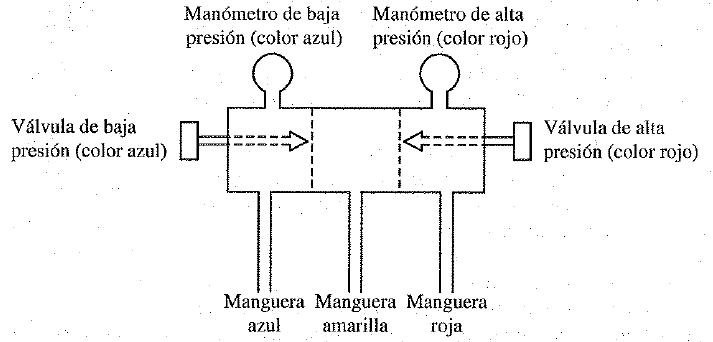 Manómetro de baja
presión (color azul)
Manómetro de alta
presión (color rojo)
Válvula de baja
presión (color azul)
Válvula de alta
presión (color rojo)
Manguera
azul
Manguera
amarilla
Manguera
roja